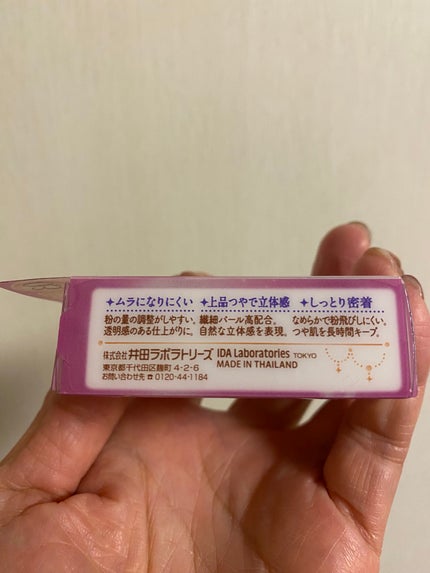 ✦ムラになりにくい ✦上品つやで立体感 ✦しっとり密着
粉の量の調整がしやすい。 繊細パール高配合。 なめらかで粉飛びしにくい。
透明感のある仕上がりに。 自然な立体感を表現。 つや肌を長時間キープ。
株式会社 井田ラボラトリーズ IDA Laboratories TOKYO
東京都千代田区麹町 4-2-6 MADE IN THAILAND
お問い合わせ先 ☎ 0120-44-1184